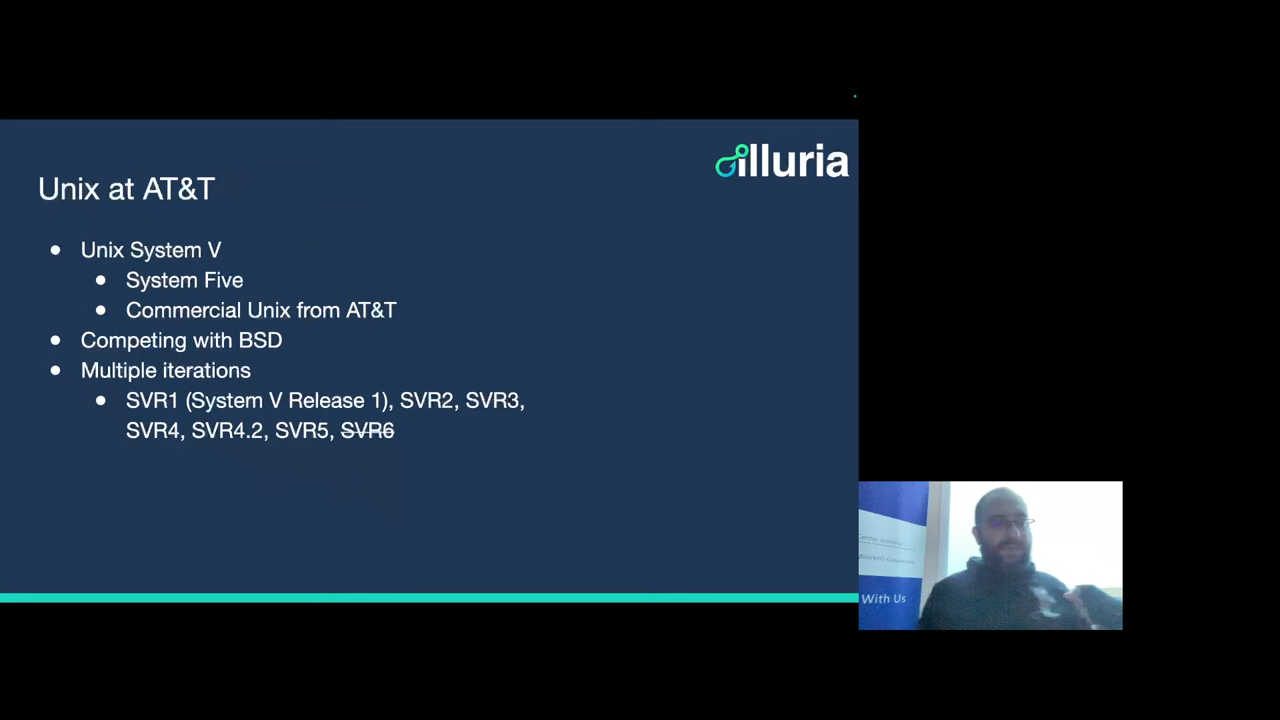 illuria
Unix at AT&T
● Unix System V
● System Five
● Commercial Unix from AT&T
● Competing with BSD
● Multiple iterations
● SVR1 (System V Release 1), SVR2, SVR3,
SVR4, SVR4.2, SVR5, SVR6
With Us